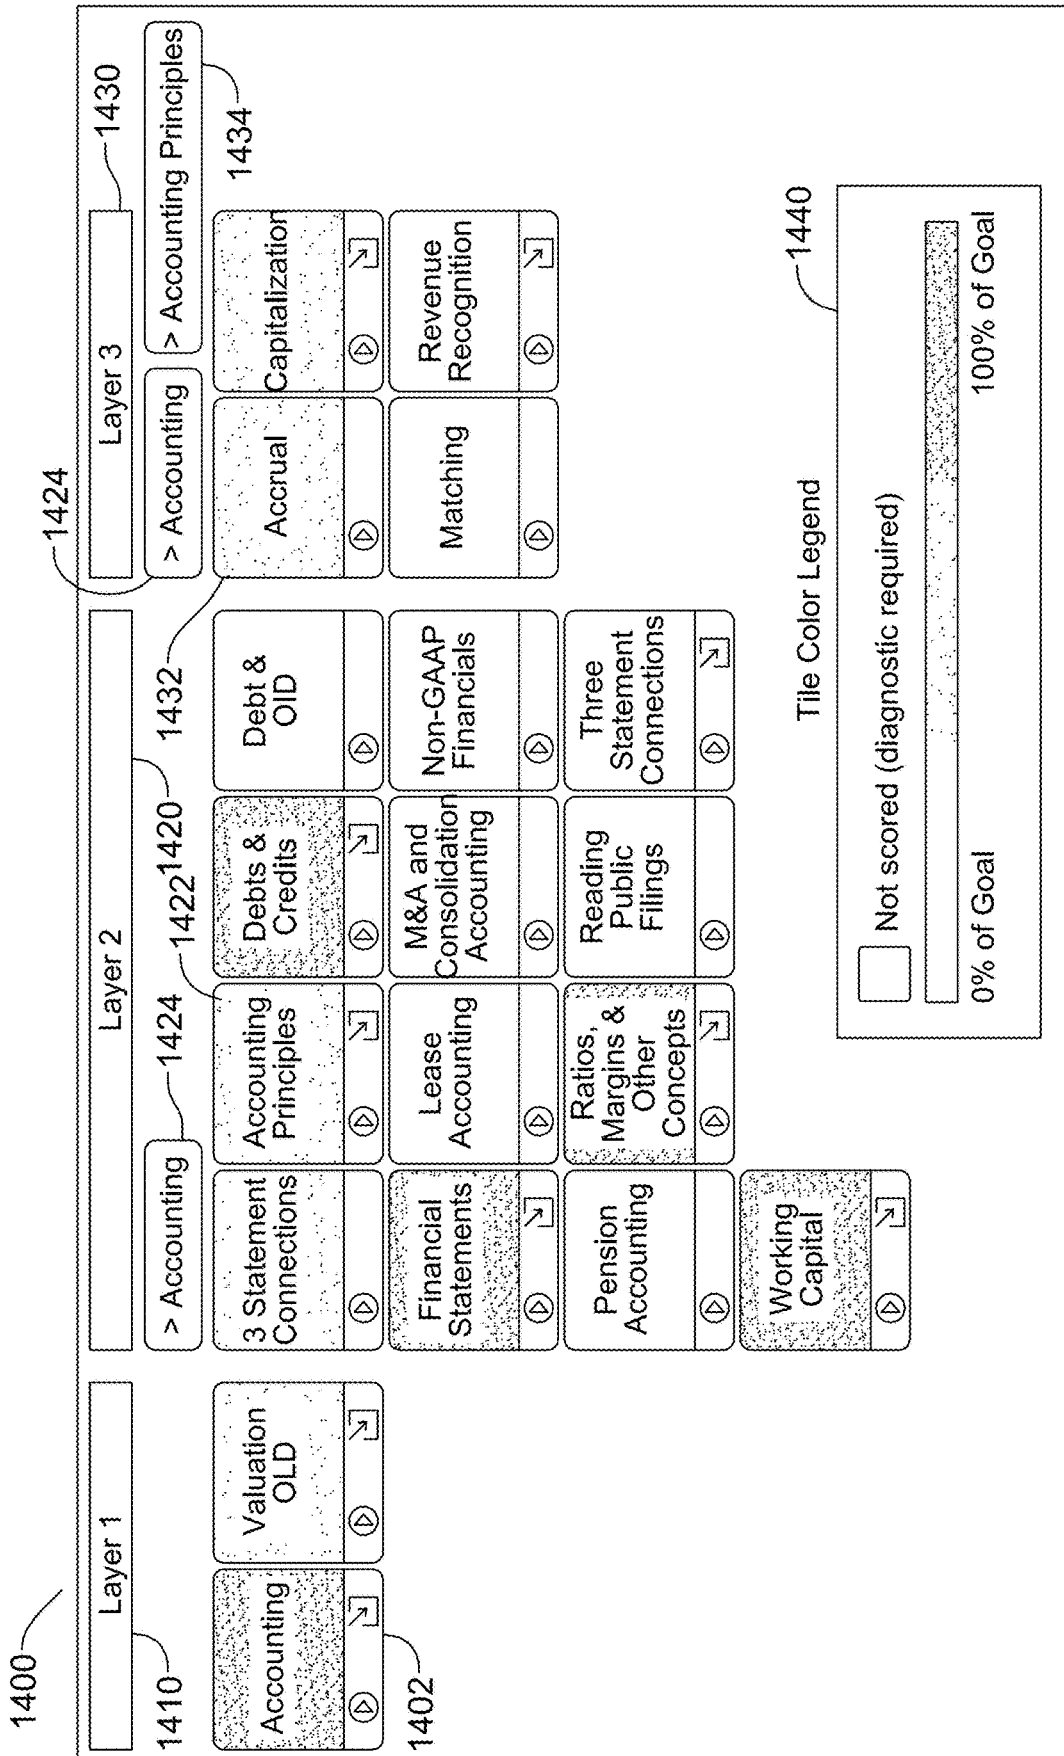 1400
Layer 1
1410
Accounting
Valuation
OLD
1402
Layer 2
1420
> Accounting
1424
1422
3 Statement
Connections
Accounting
Principles
Debts &
Credits
Debt &
OID
Financial
Statements
Lease
Accounting
M&A and
Consolidation
Accounting
Non-GAAP
Financials
Pension
Accounting
Ratios,
Margins &
Other
Concepts
Reading
Public
Filings
Three
Statement
Connections
Working
Capital
Layer 3
1430
1424
> Accounting
> Accounting Principles
1434
1432
Accrual
Capitalization
Matching
Revenue
Recognition
Tile Color Legend
1440
Not scored (diagnostic required)
0% of Goal
100% of Goal